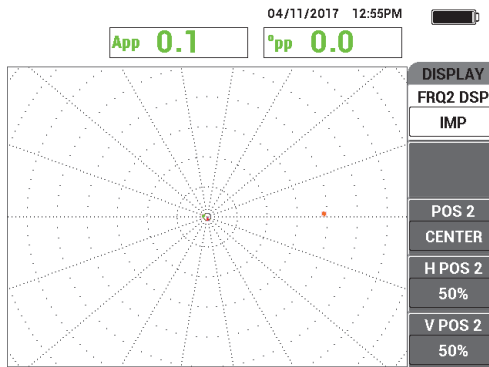 04/11/2017 12:55PM
App 0.1
°pp 0.0
DISPLAY
FRQ2 DSP
IMP
POS 2
CENTER
H POS 2
50%
V POS 2
50%